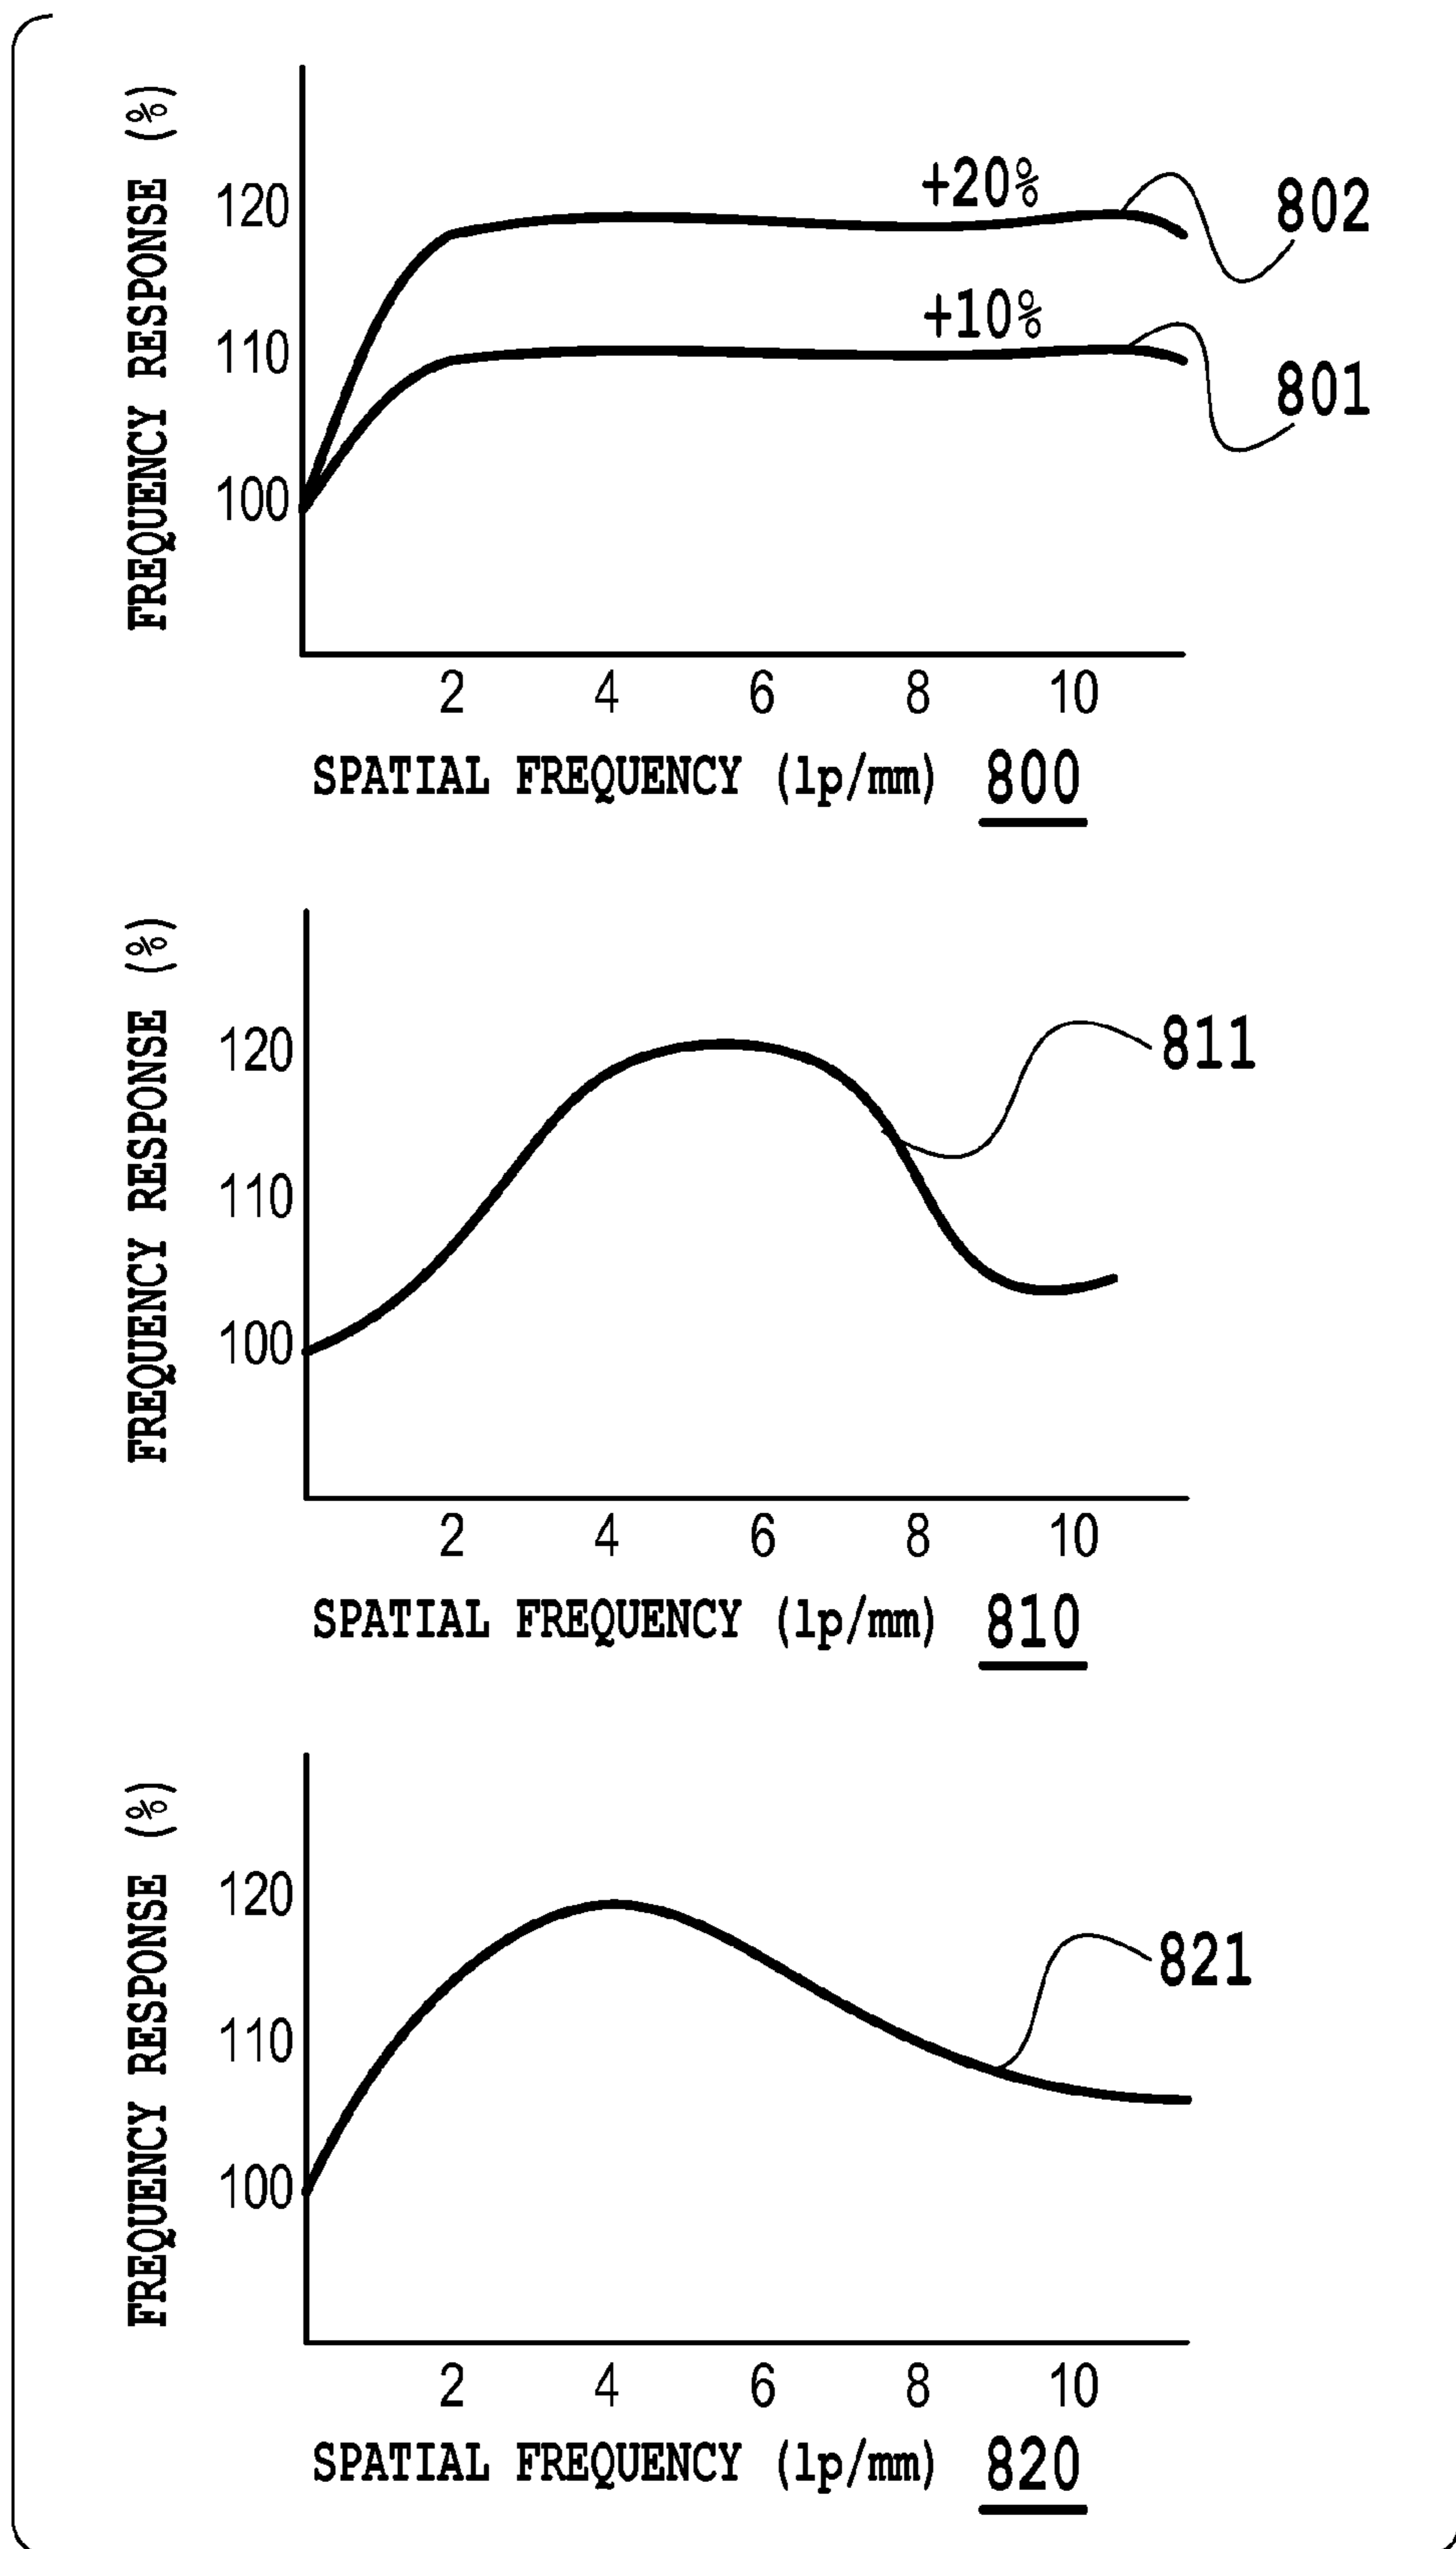 FREQUENCY RESPONSE (%)
120
110
100
+20%
802
+10%
801
2 4 6 8 10
SPATIAL FREQUENCY (lp/mm) 800
FREQUENCY RESPONSE (%)
120
110
100
811
2 4 6 8 10
SPATIAL FREQUENCY (lp/mm) 810
FREQUENCY RESPONSE (%)
120
110
100
821
2 4 6 8 10
SPATIAL FREQUENCY (lp/mm) 820